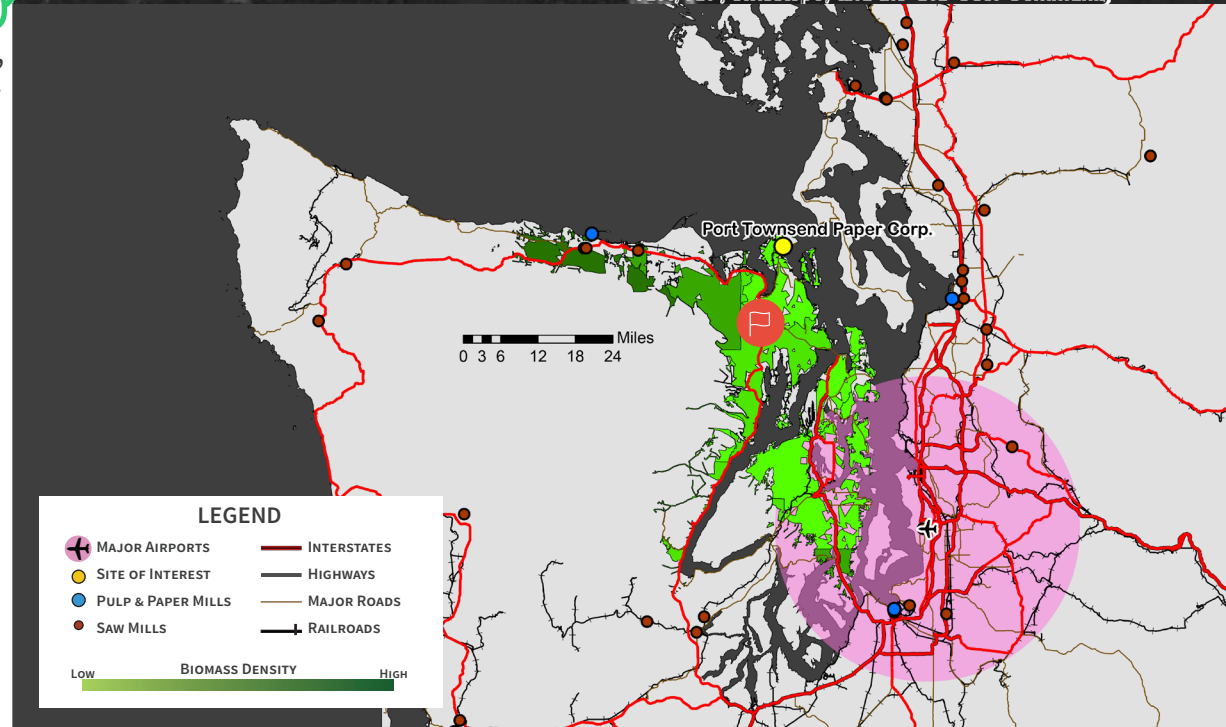 Port Townsend Paper Corp.
Miles
0 3 6 12 18 24
LEGEND
MAJOR AIRPORTS
INTERSTATES
SITE OF INTEREST
HIGHWAYS
PULP & PAPER MILLS
MAJOR ROADS
SAW MILLS
RAILROADS
BIOMASS DENSITY
LOW
HIGH